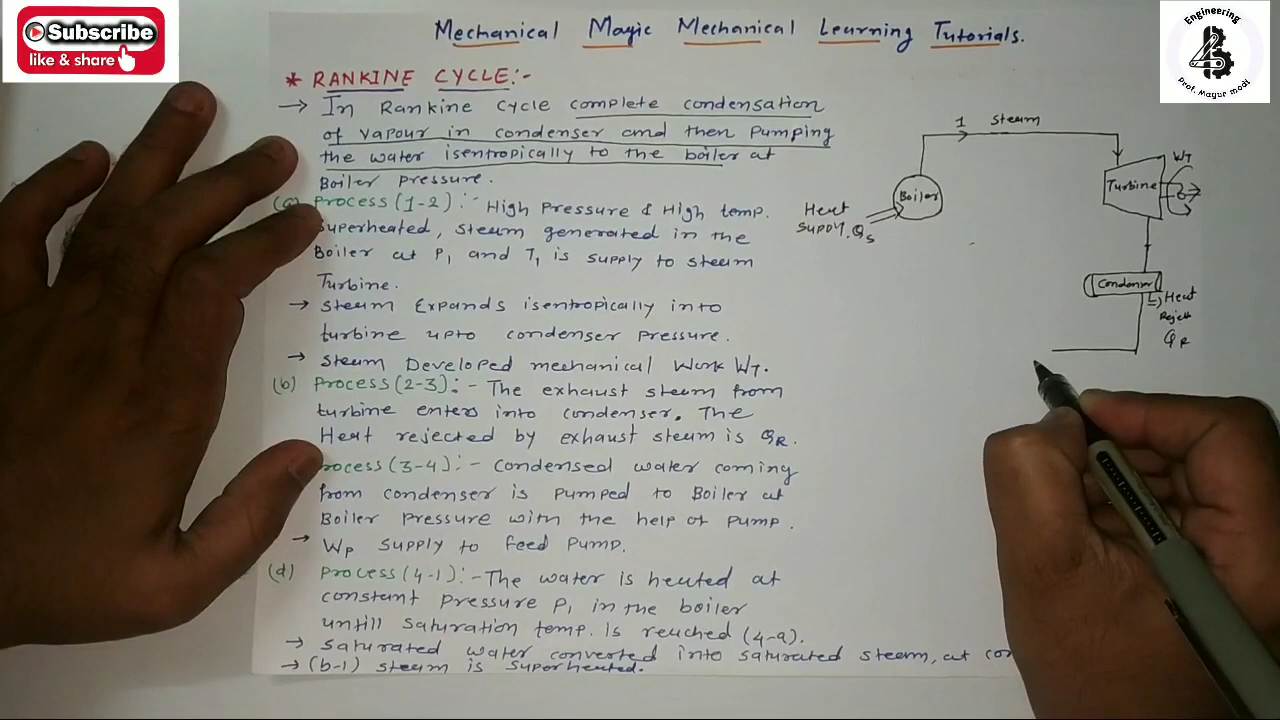 Subscribe
like & share
Mechanical Magic Mechanical Learning Tutorials.
Engineering
Prof. Mayur modi
* RANKINE CYCLE:-
→ In Rankine cycle complete condensation
of vapour in condenser and then pumping
the water isentropically to the boiler at
Boiler pressure.
(a) Process (1-2) :- High Pressure & High temp.
superheated, steam generated in the
Boiler at P1 and T1 is supply to steam
Turbine.
→ Steam Expands isentropically into
turbine upto condenser pressure.
→ Steam Developed mechanical Work WT.
(b) Process (2-3):- The exhaust steam from
turbine enters into condenser. The
Heat rejected by exhaust steam is QR.
rocess (3-4):- Condensed water coming
from condenser is pumped to Boiler at
Boiler pressure with the help of pump.
→ WP supply to feed pump.
(d) Process (4-1):- The water is heated at
constant pressure P1 in the boiler
untill saturation temp. is reached (4-a).
→ Saturated water converted into saturated steam, at con
→ (b-1) steam is superheated.
1 steam
Boiler
Heat
supply, QS
Turbine
WT
Condenser
Heat
Reject
QR